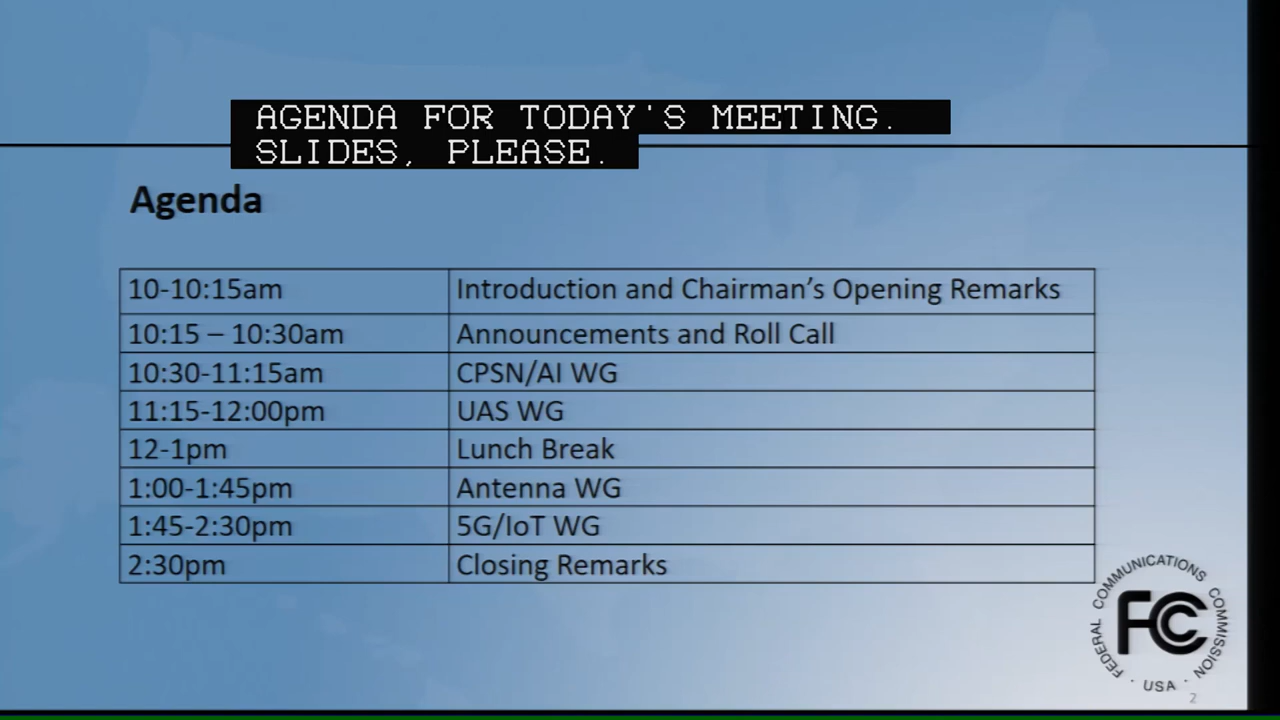 AGENDA FOR TODAY'S MEETING.
SLIDES, PLEASE.
Agenda
10-10:15am Introduction and Chairman’s Opening Remarks
10:15 – 10:30am Announcements and Roll Call
10:30-11:15am CPSN/AI WG
11:15-12:00pm UAS WG
12-1pm Lunch Break
1:00-1:45pm Antenna WG
1:45-2:30pm 5G/IoT WG
2:30pm Closing Remarks
FEDERAL COMMUNICATIONS COMMISSION · USA ·
FCC
2